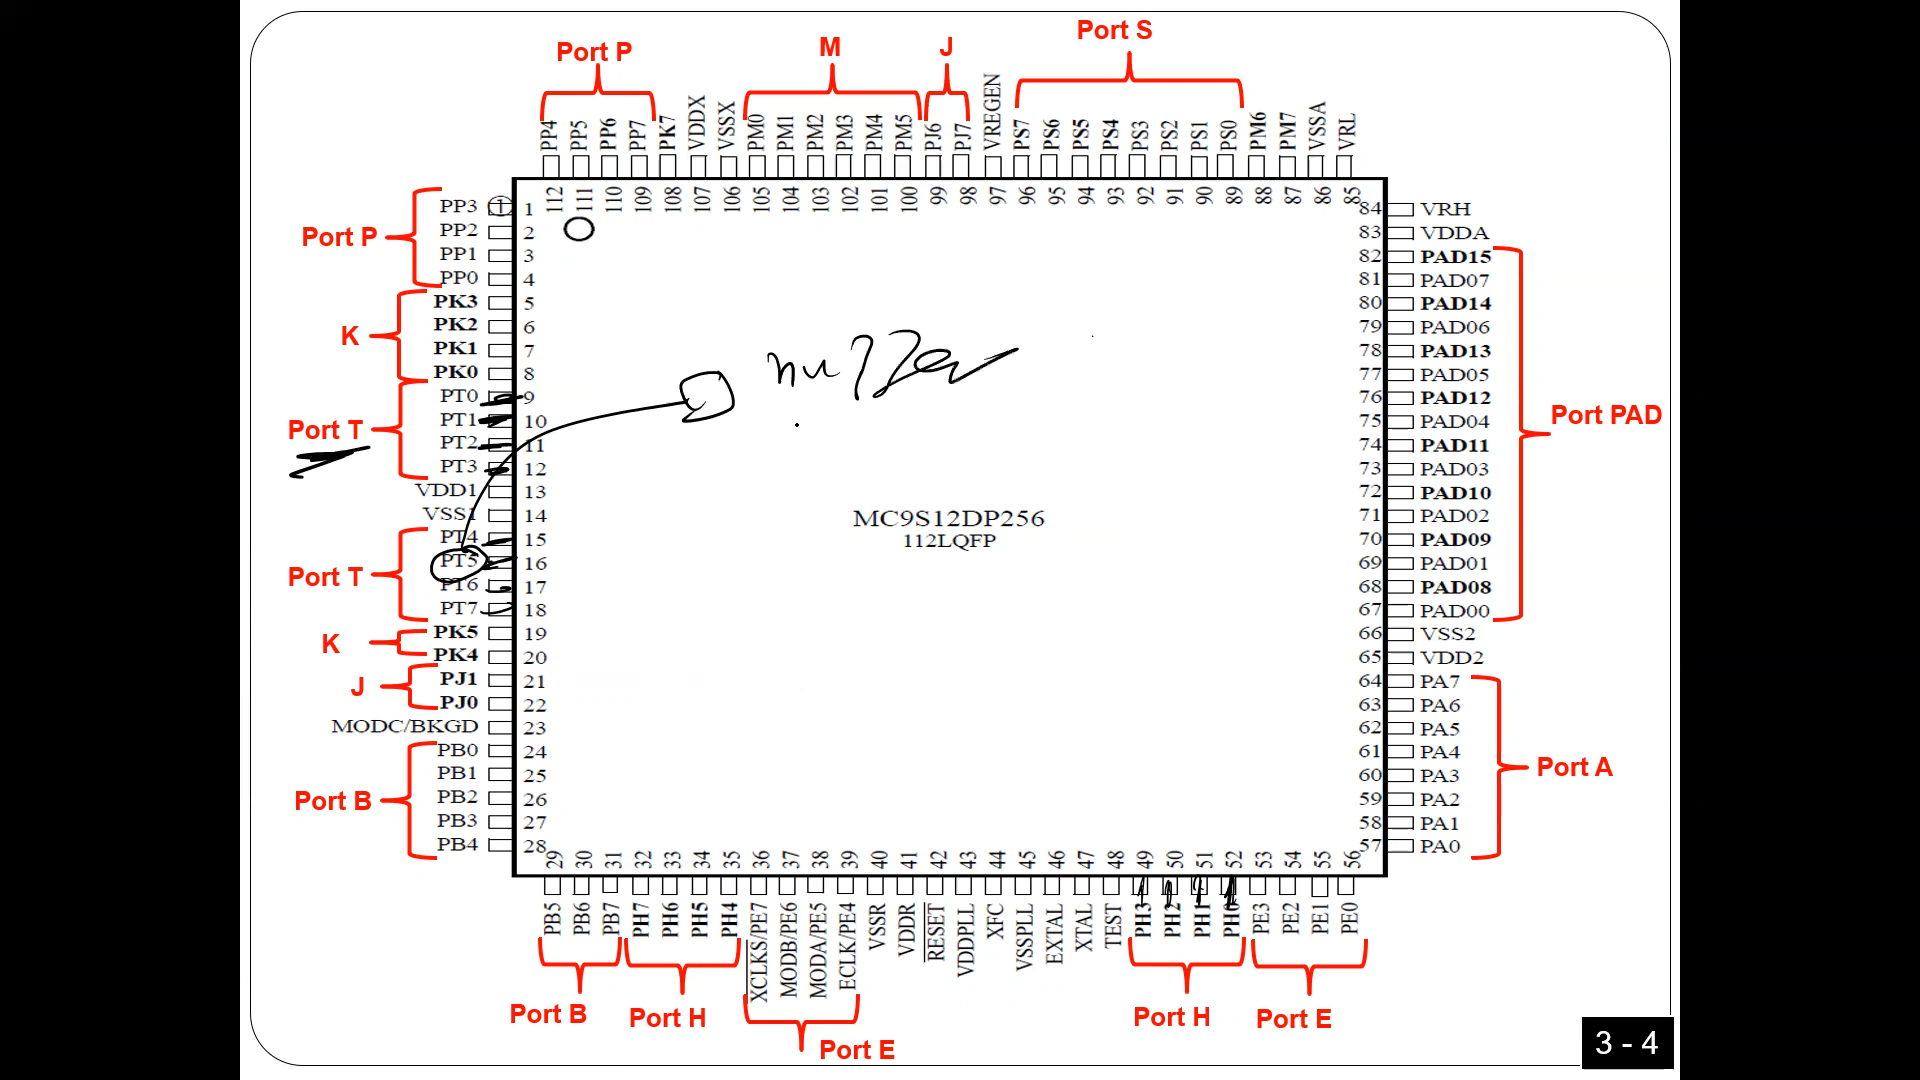 Port P
M
J
Port S
PP4 PP5 PP6 PP7 PK7 VDDX VSSX PM0 PM1 PM2 PM3 PM4 PM5 PJ6 PJ7 VREGEN PS7 PS6 PS5 PS4 PS3 PS2 PS1 PS0 PM6 PM7 VSSA VRL
112 111 110 109 108 107 106 105 104 103 102 101 100 99 98 97 96 95 94 93 92 91 90 89 88 87 86 85
Port P
PP3 1
PP2 2
PP1 3
PP0 4
K
PK3 5
PK2 6
PK1 7
PK0 8
Port T
PT0 9
PT1 10
PT2 11
PT3 12
VDD1 13
VSS1 14
Port T
PT4 15
PT5 16
PT6 17
PT7 18
K
PK5 19
PK4 20
J
PJ1 21
PJ0 22
MODC/BKGD 23
Port B
PB0 24
PB1 25
PB2 26
PB3 27
PB4 28
MC9S12DP256
112LQFP
84 VRH
83 VDDA
82 PAD15
81 PAD07
80 PAD14
79 PAD06
78 PAD13
77 PAD05
76 PAD12
75 PAD04
74 PAD11
73 PAD03
72 PAD10
71 PAD02
70 PAD09
69 PAD01
68 PAD08
67 PAD00
Port PAD
66 VSS2
65 VDD2
64 PA7
63 PA6
62 PA5
61 PA4
60 PA3
59 PA2
58 PA1
57 PA0
Port A
29 30 31 32 33 34 35 36 37 38 39 40 41 42 43 44 45 46 47 48 49 50 51 52 53 54 55 56
PB5 PB6 PB7 PH7 PH6 PH5 PH4 XCLKS/PE7 MODB/PE6 MODA/PE5 ECLK/PE4 VSSR VDDR RESET VDDPLL XFC VSSPLL EXTAL XTAL TEST PH3 PH2 PH1 PH0 PE3 PE2 PE1 PE0
Port B
Port H
Port E
Port H
Port E
3 - 4